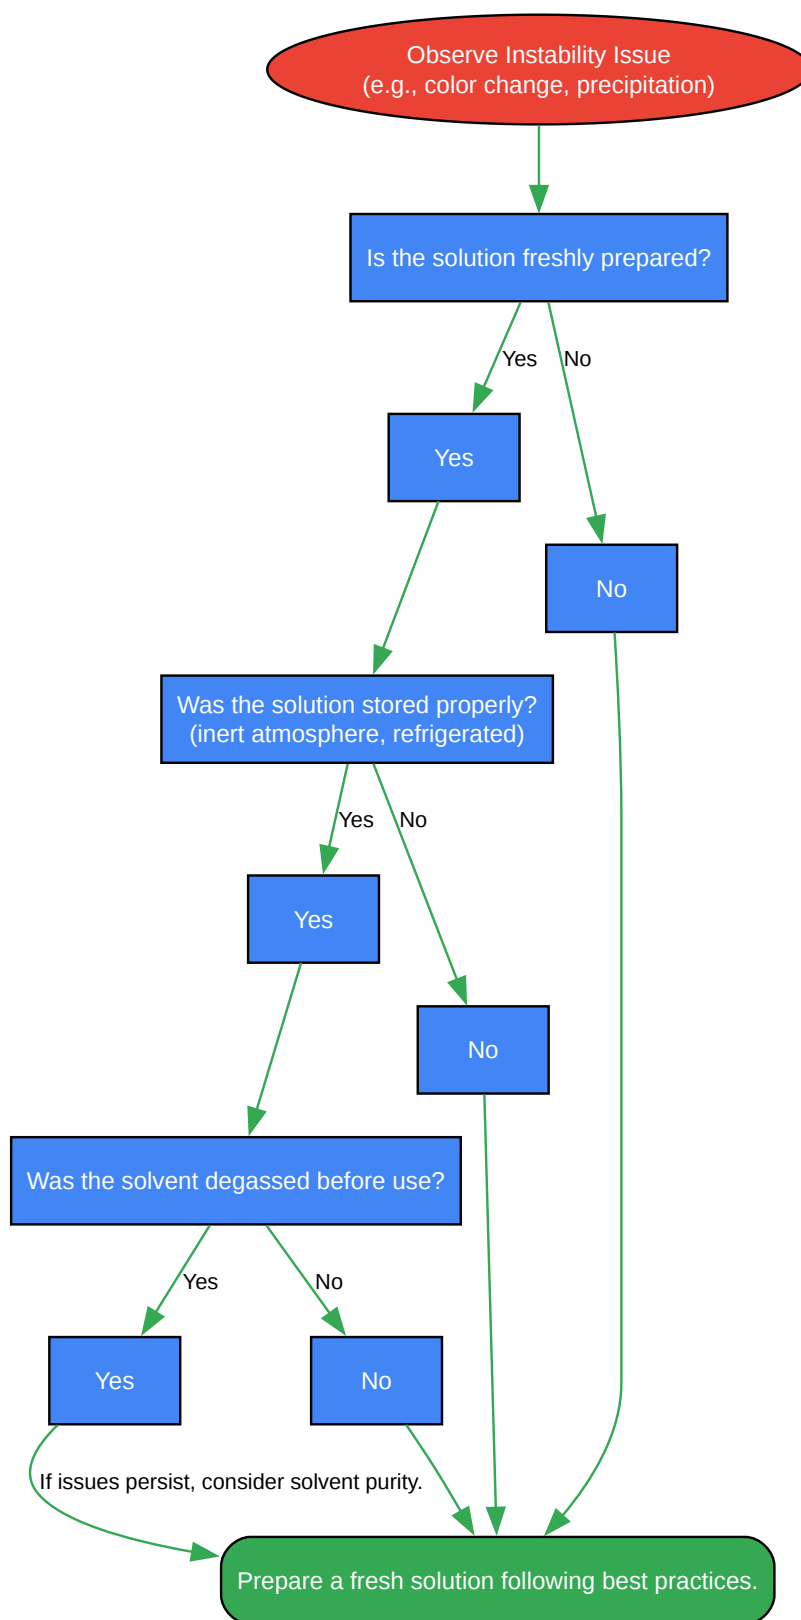 Observe Instability Issue
(e.g., color change, precipitation)
Is the solution freshly prepared?
Yes
No
Yes
No
Was the solution stored properly?
(inert atmosphere, refrigerated)
Yes
No
Yes
No
Was the solvent degassed before use?
Yes
No
Yes
No
If issues persist, consider solvent purity.
Prepare a fresh solution following best practices.